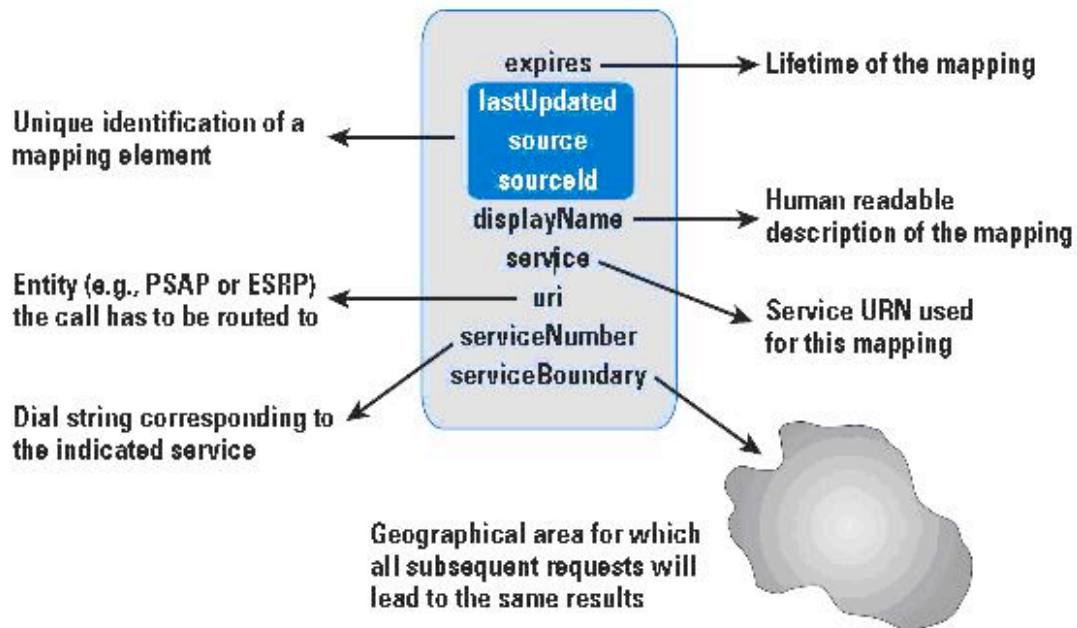 expires
Lifetime of the mapping
lastUpdated
source
sourceId
Unique identification of a
mapping element
displayName
Human readable
description of the mapping
service
Service URN used
for this mapping
uri
Entity (e.g., PSAP or ESRP)
the call has to be routed to
serviceNumber
Dial string corresponding to
the indicated service
serviceBoundary
Geographical area for which
all subsequent requests will
lead to the same results